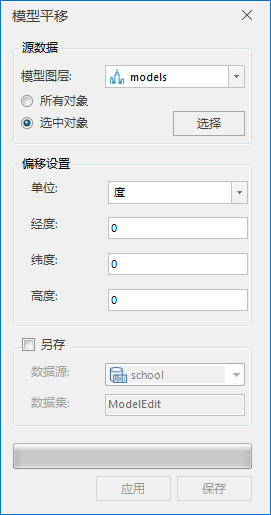 模型平移
源数据
模型图层: models
所有对象
选中对象 选择
偏移设置
单位: 度
经度: 0
纬度: 0
高度: 0
另存
数据源: school
数据集: ModelEdit
应用 保存